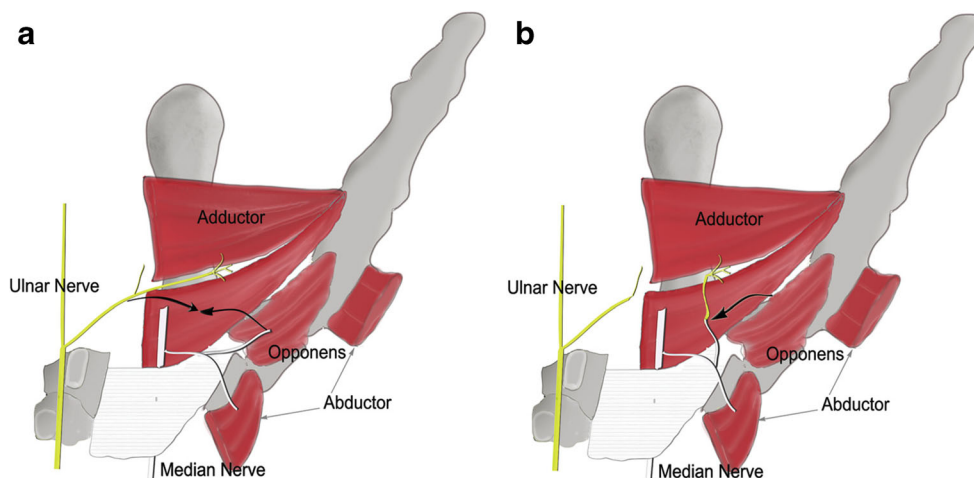 a
Adductor
Ulnar Nerve
Opponens
Abductor
Median Nerve
b
Adductor
Ulnar Nerve
Opponens
Abductor
Median Nerve